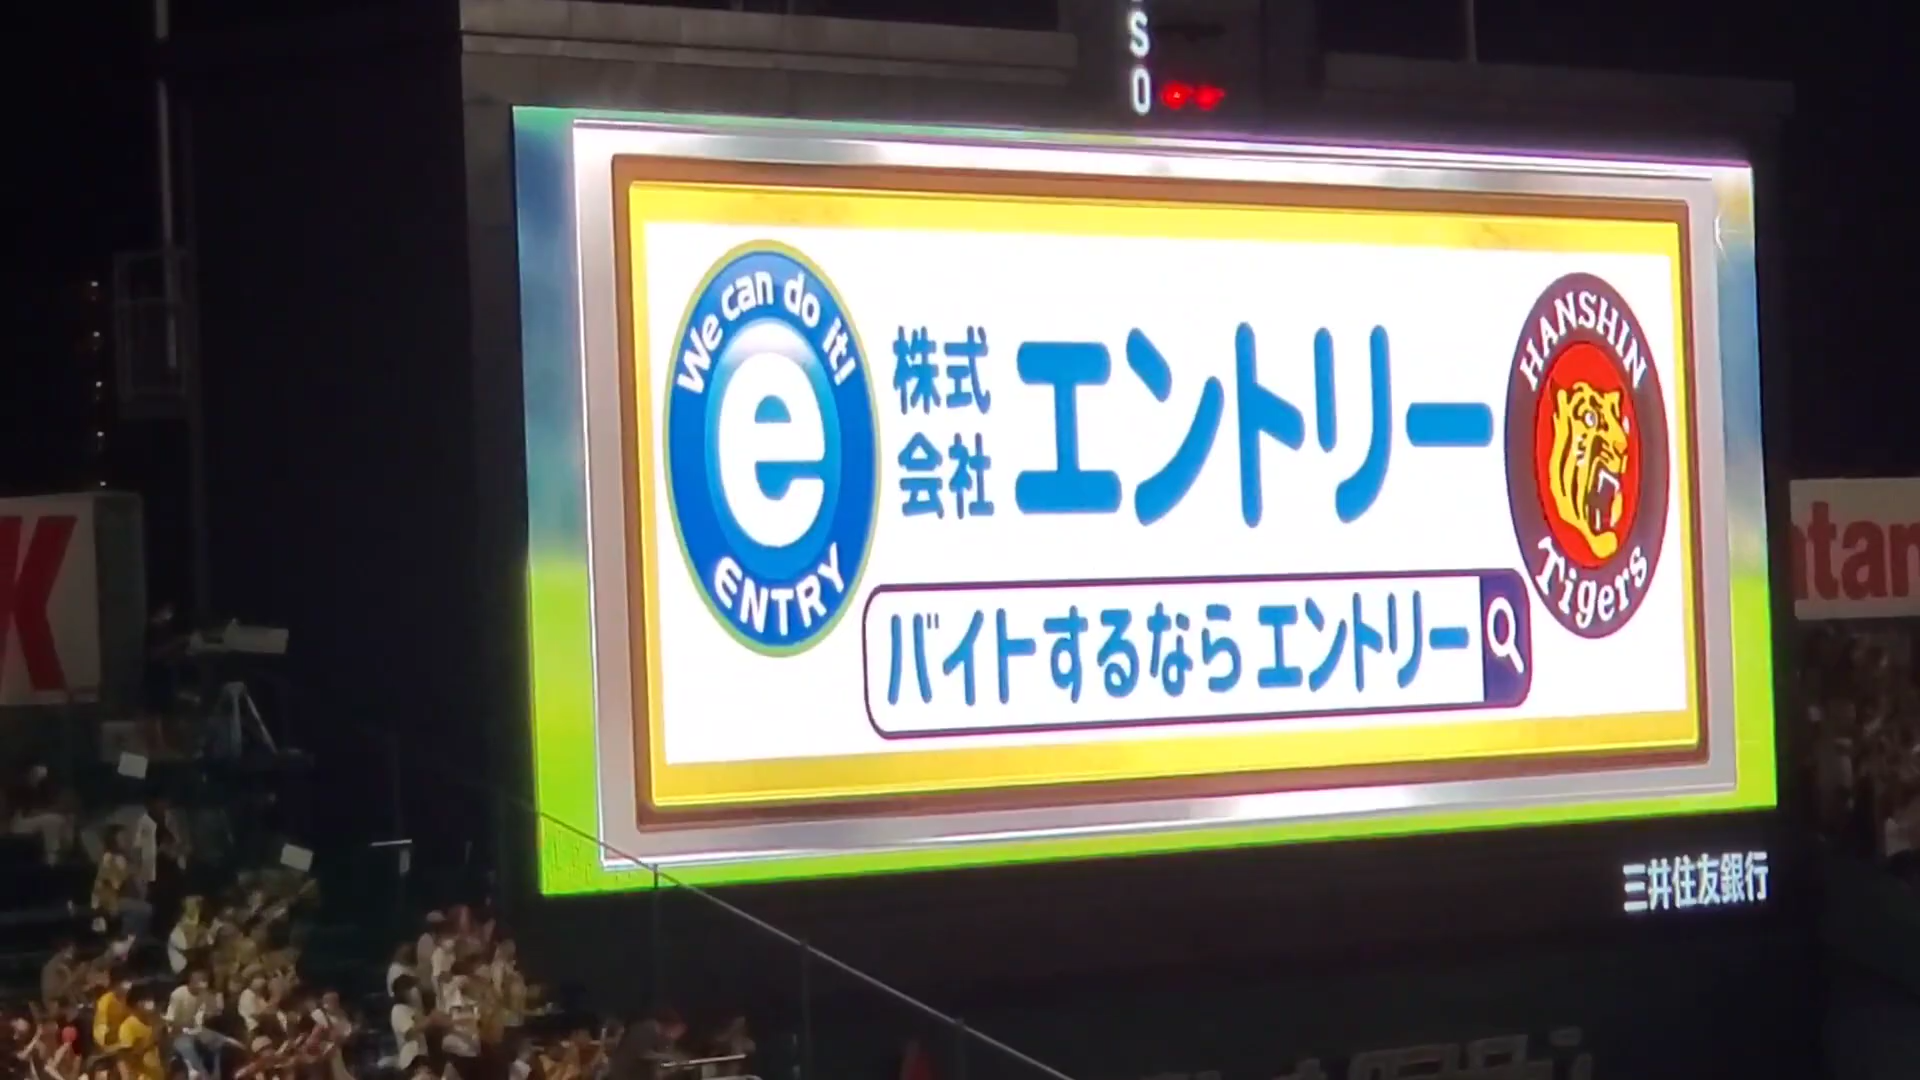 S
O
We can do it!
e
ENTRY
株式
会社
エントリー
HANSHIN
Tigers
バイトするなら エントリー
三井住友銀行
K